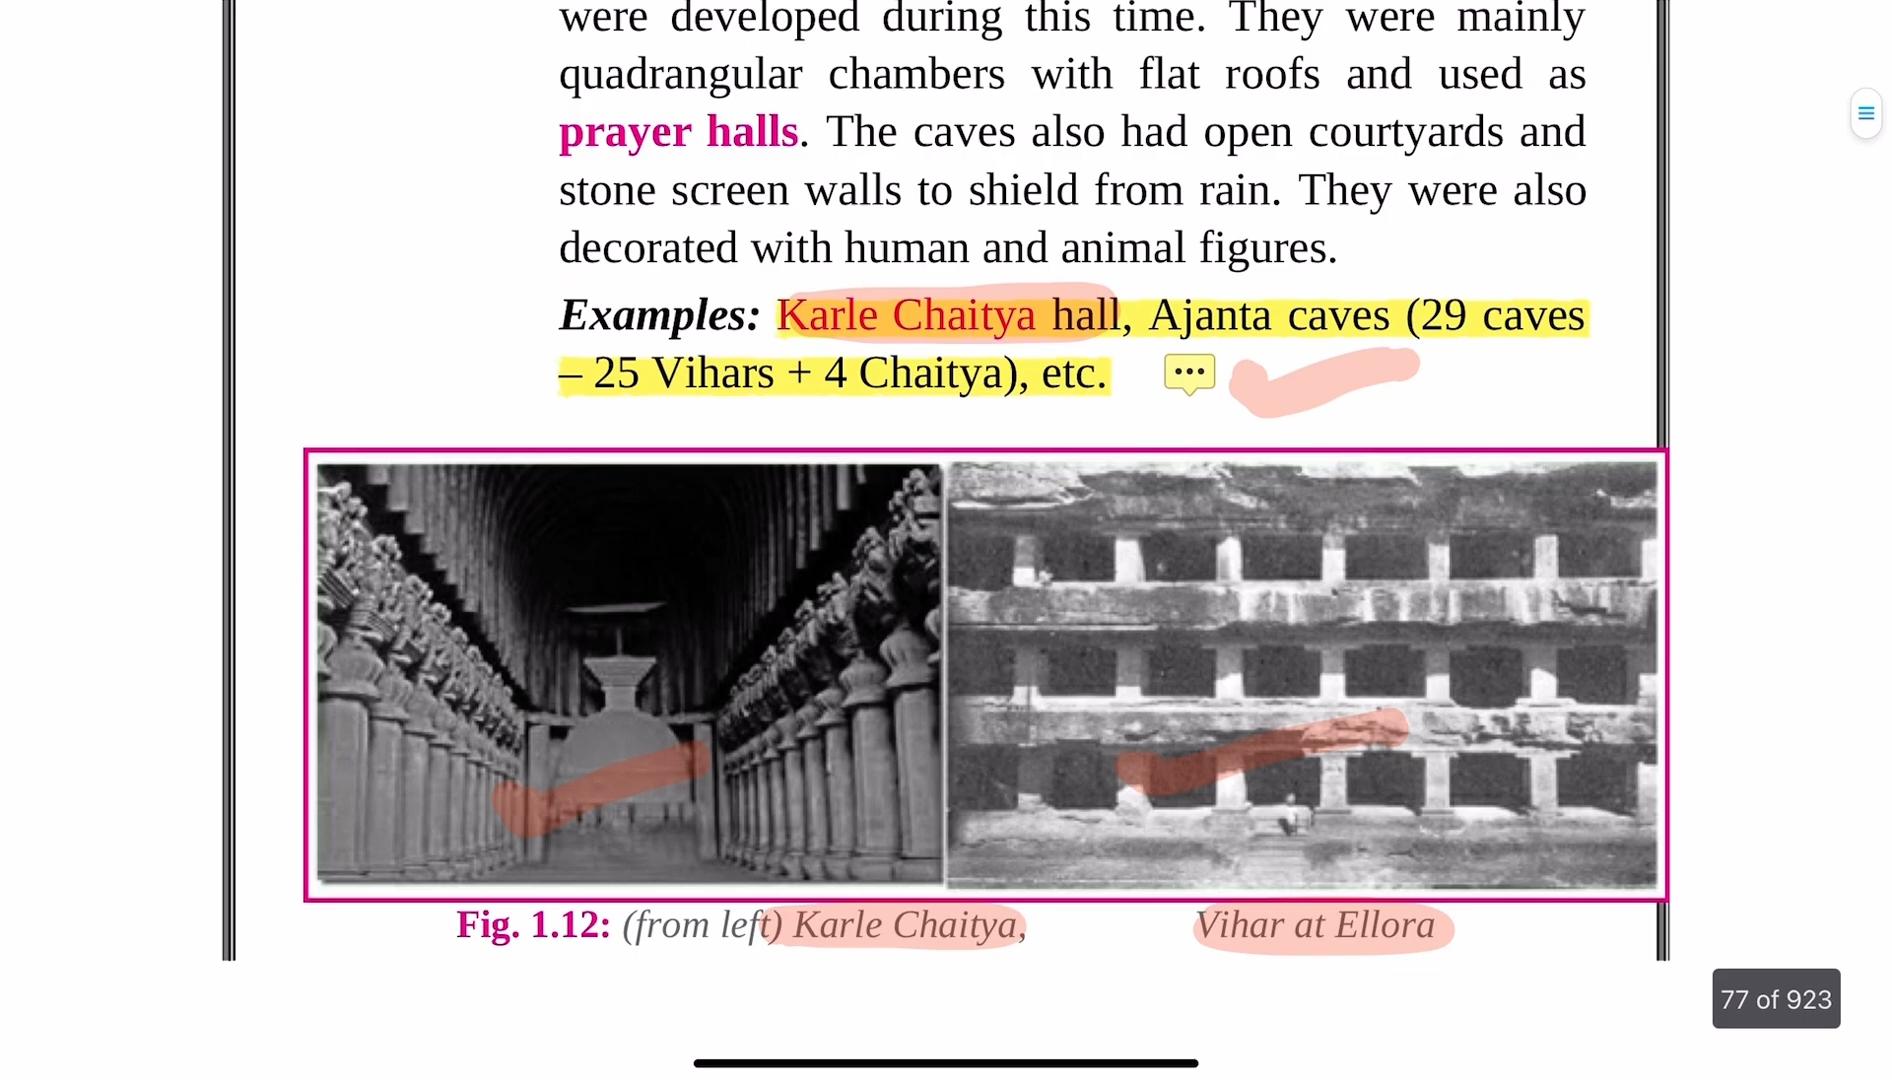 were developed during this time. They were mainly
quadrangular chambers with flat roofs and used as
prayer halls. The caves also had open courtyards and
stone screen walls to shield from rain. They were also
decorated with human and animal figures.
Examples: Karle Chaitya hall, Ajanta caves (29 caves
– 25 Vihars + 4 Chaitya), etc.
Fig. 1.12: (from left) Karle Chaitya, Vihar at Ellora
77 of 923